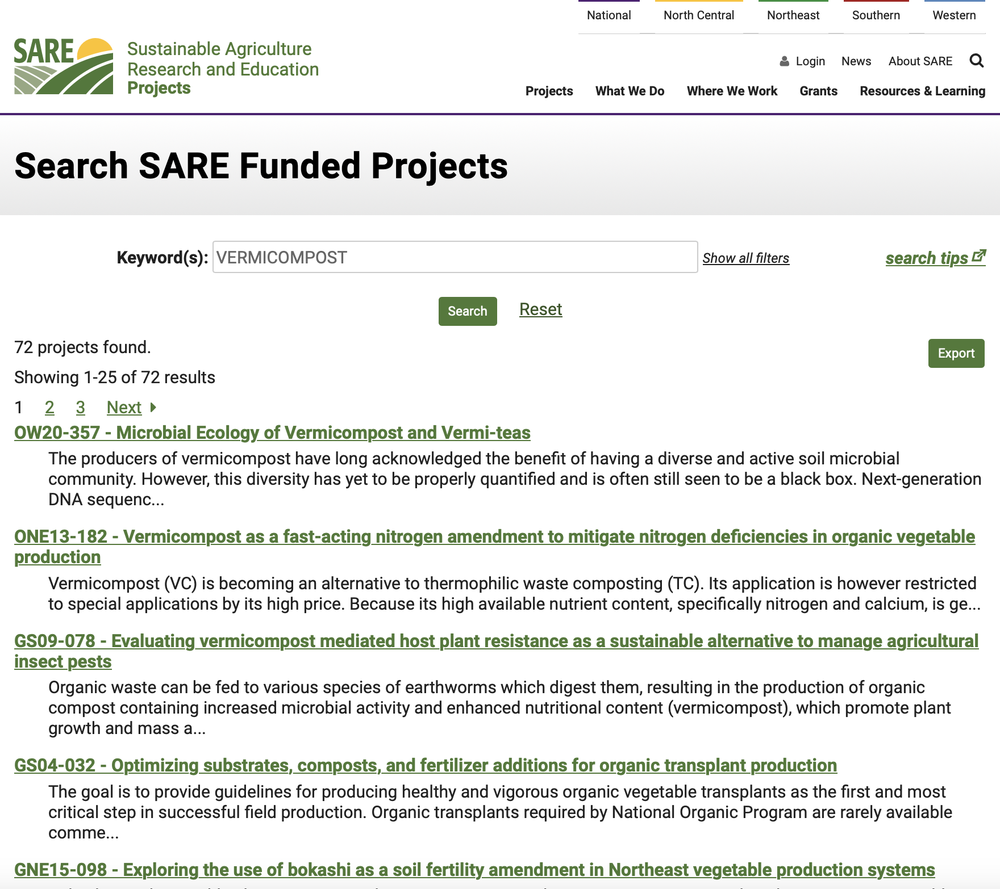 National
North Central
Northeast
Southern
Western
SARE
Sustainable Agriculture
Research and Education
Projects
Login
News
About SARE
Projects
What We Do
Where We Work
Grants
Resources & Learning
Search SARE Funded Projects
Keyword(s):
VERMICOMPOST
Show all filters
search tips
Search
Reset
72 projects found.
Export
Showing 1-25 of 72 results
1 2 3 Next
OW20-357 - Microbial Ecology of Vermicompost and Vermi-teas
The producers of vermicompost have long acknowledged the benefit of having a diverse and active soil microbial
community. However, this diversity has yet to be properly quantified and is often still seen to be a black box. Next-generation
DNA sequenc...
ONE13-182 - Vermicompost as a fast-acting nitrogen amendment to mitigate nitrogen deficiencies in organic vegetable
production
Vermicompost (VC) is becoming an alternative to thermophilic waste composting (TC). Its application is however restricted
to special applications by its high price. Because its high available nutrient content, specifically nitrogen and calcium, is ge...
GS09-078 - Evaluating vermicompost mediated host plant resistance as a sustainable alternative to manage agricultural
insect pests
Organic waste can be fed to various species of earthworms which digest them, resulting in the production of organic
compost containing increased microbial activity and enhanced nutritional content (vermicompost), which promote plant
growth and mass a...
GS04-032 - Optimizing substrates, composts, and fertilizer additions for organic transplant production
The goal is to provide guidelines for producing healthy and vigorous organic vegetable transplants as the first and most
critical step in successful field production. Organic transplants required by National Organic Program are rarely available
comme...
GNE15-098 - Exploring the use of bokashi as a soil fertility amendment in Northeast vegetable production systems